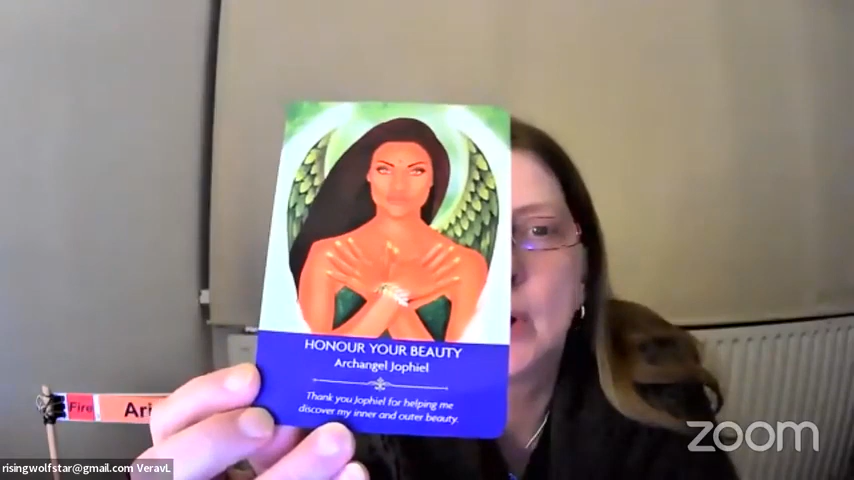 HONOUR YOUR BEAUTY
Archangel Jophiel
Thank you Jophiel for helping me
discover my inner and outer beauty.
Fire
Ari
risingwolfstar@gmail.com VeravL
zoom